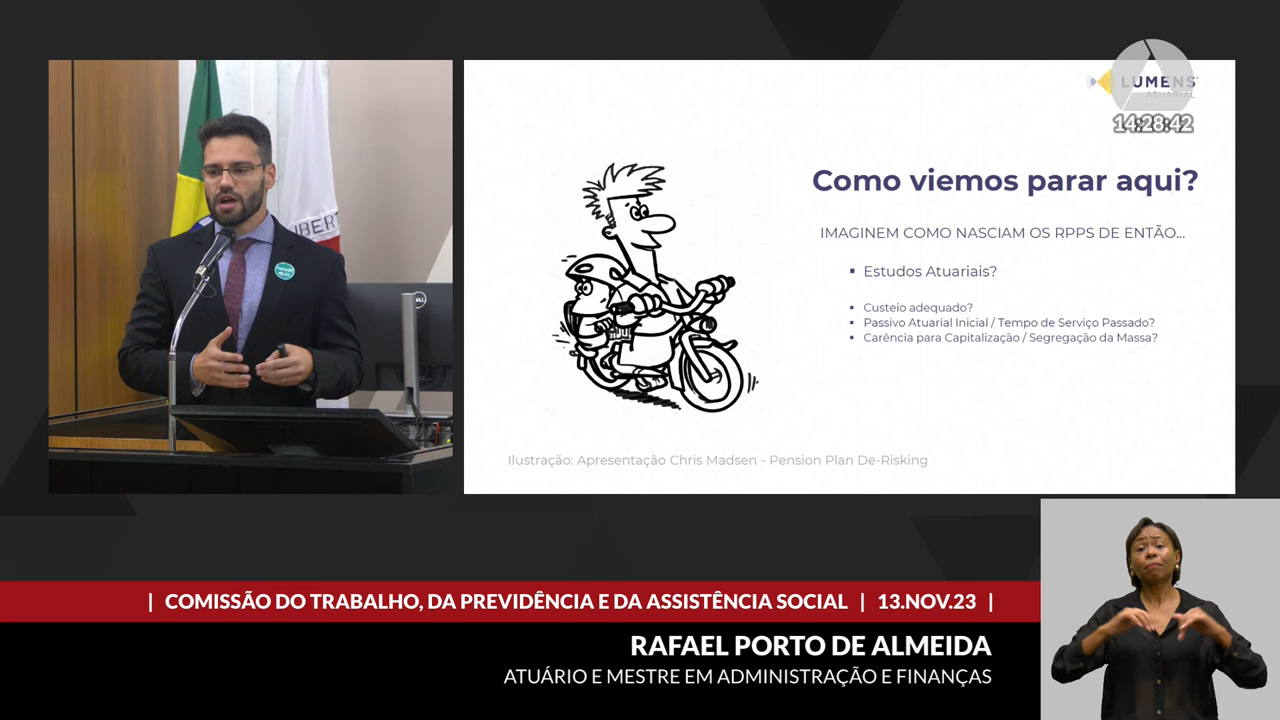 LUMENS
ATUARIAL
14:28:42
IBERT
DELL
Como viemos parar aqui?
IMAGINEM COMO NASCIAM OS RPPS DE ENTÃO...
▪ Estudos Atuariais?
▪ Custeio adequado?
▪ Passivo Atuarial Inicial / Tempo de Serviço Passado?
▪ Carência para Capitalização / Segregação da Massa?
Ilustração: Apresentação Chris Madsen - Pension Plan De-Risking
| COMISSÃO DO TRABALHO, DA PREVIDÊNCIA E DA ASSISTÊNCIA SOCIAL | 13.NOV.23 |
RAFAEL PORTO DE ALMEIDA
ATUÁRIO E MESTRE EM ADMINISTRAÇÃO E FINANÇAS